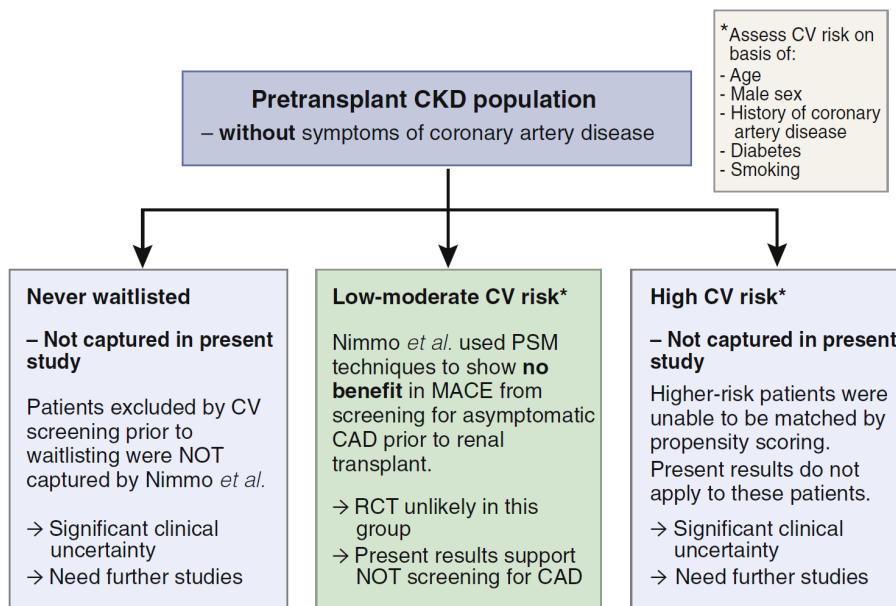 *Assess CV risk on
basis of:
- Age
- Male sex
- History of coronary
artery disease
- Diabetes
- Smoking
Pretransplant CKD population
– without symptoms of coronary artery disease
Never waitlisted
– Not captured in present
study
Patients excluded by CV
screening prior to
waitlisting were NOT
captured by Nimmo et al.
→ Significant clinical
uncertainty
→ Need further studies
Low-moderate CV risk*
Nimmo et al. used PSM
techniques to show no
benefit in MACE from
screening for asymptomatic
CAD prior to renal
transplant.
→ RCT unlikely in this
group
→ Present results support
NOT screening for CAD
High CV risk*
– Not captured in present
study
Higher-risk patients were
unable to be matched by
propensity scoring.
Present results do not
apply to these patients.
→ Significant clinical
uncertainty
→ Need further studies